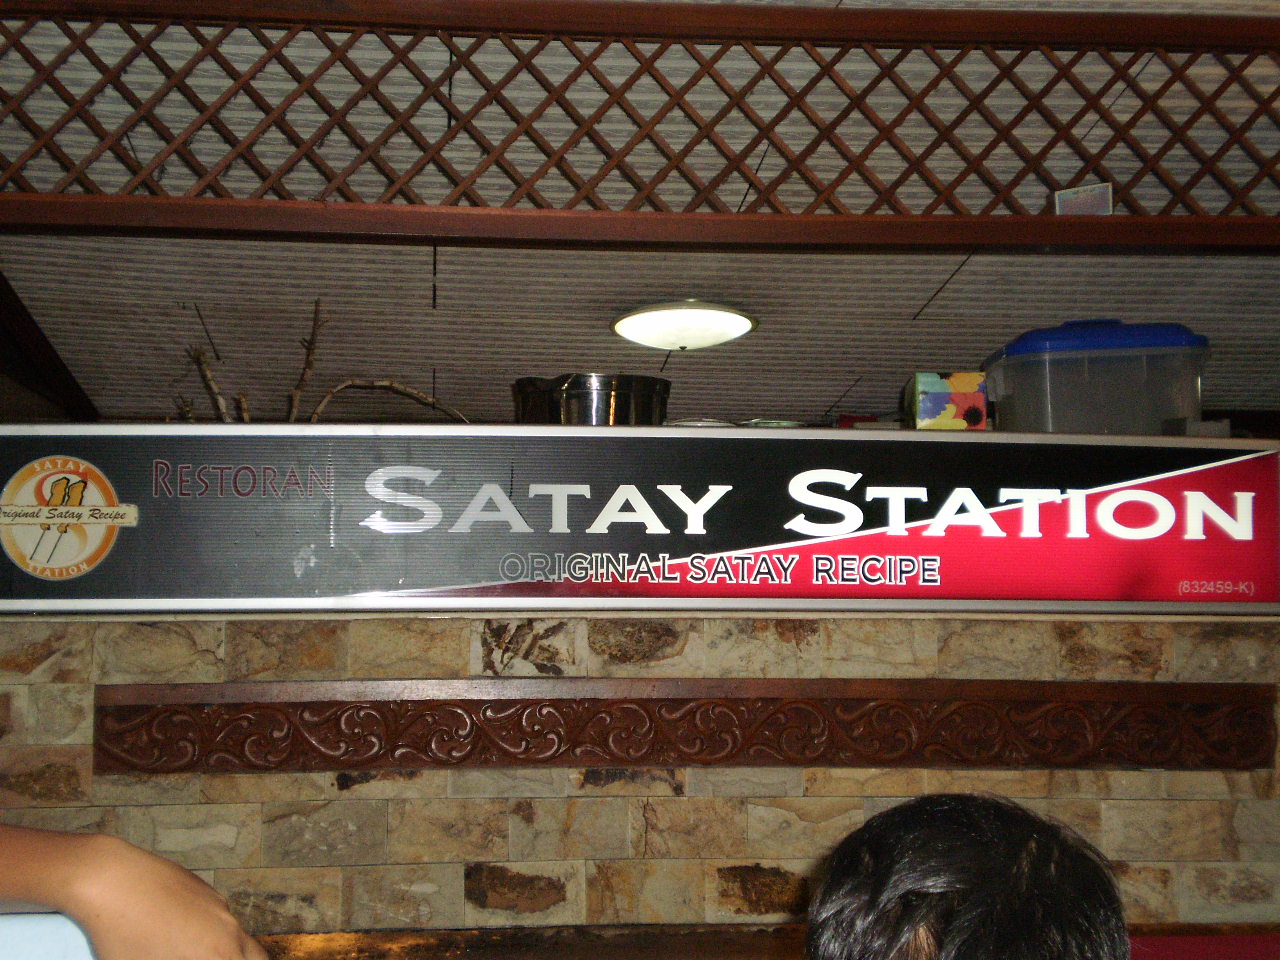 SATAY
Original Satay Recipe
STATION
RESTORAN SATAY STATION
ORIGINAL SATAY RECIPE
(832459-K)